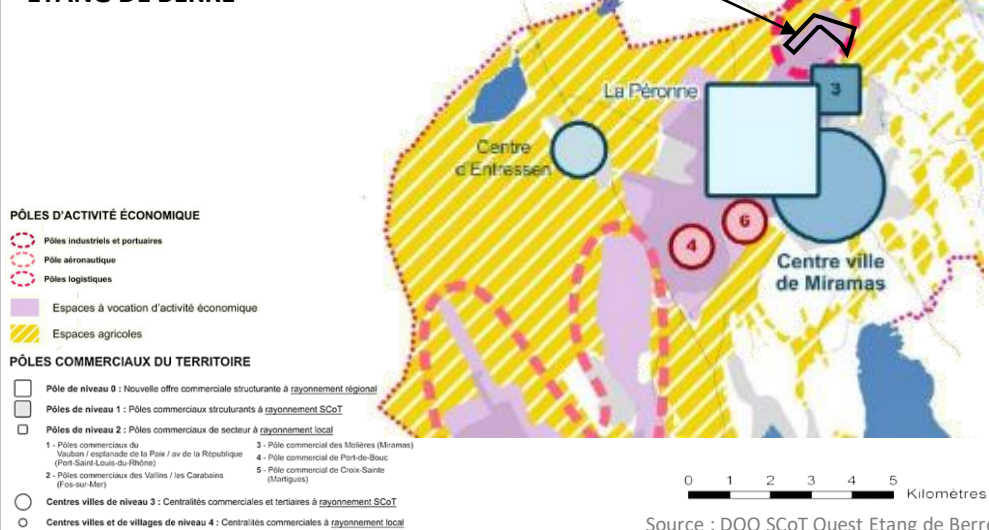 ETANG DE BERRE
La Péronne
3
Centre
d'Entressen
6
4
Centre ville
de Miramas
PÔLES D'ACTIVITÉ ÉCONOMIQUE
Pôles industriels et portuaires
Pôle aéronautique
Pôles logistiques
Espaces à vocation d'activité économique
Espaces agricoles
PÔLES COMMERCIAUX DU TERRITOIRE
Pôle de niveau 0 : Nouvelle offre commerciale structurante à rayonnement régional
Pôles de niveau 1 : Pôles commerciaux structurants à rayonnement SCoT
Pôles de niveau 2 : Pôles commerciaux de secteur à rayonnement local
1 - Pôles commerciaux du
Vauban / esplanade de la Paix / av de la République
(Port-Saint-Louis-du-Rhône)
2 - Pôles commerciaux des Vallins / les Carabins
(Fos-sur-Mer)
3 - Pôle commercial des Molières (Miramas)
4 - Pôle commercial de Port-de-Bouc
5 - Pôle commercial de Croix-Sainte
(Martigues)
Centres villes de niveau 3 : Centralités commerciales et tertiaires à rayonnement SCoT
Centres villes et de villages de niveau 4 : Centralités commerciales à rayonnement local
0 1 2 3 4 5
Kilomètres
Source : DOO SCoT Ouest Etang de Berre